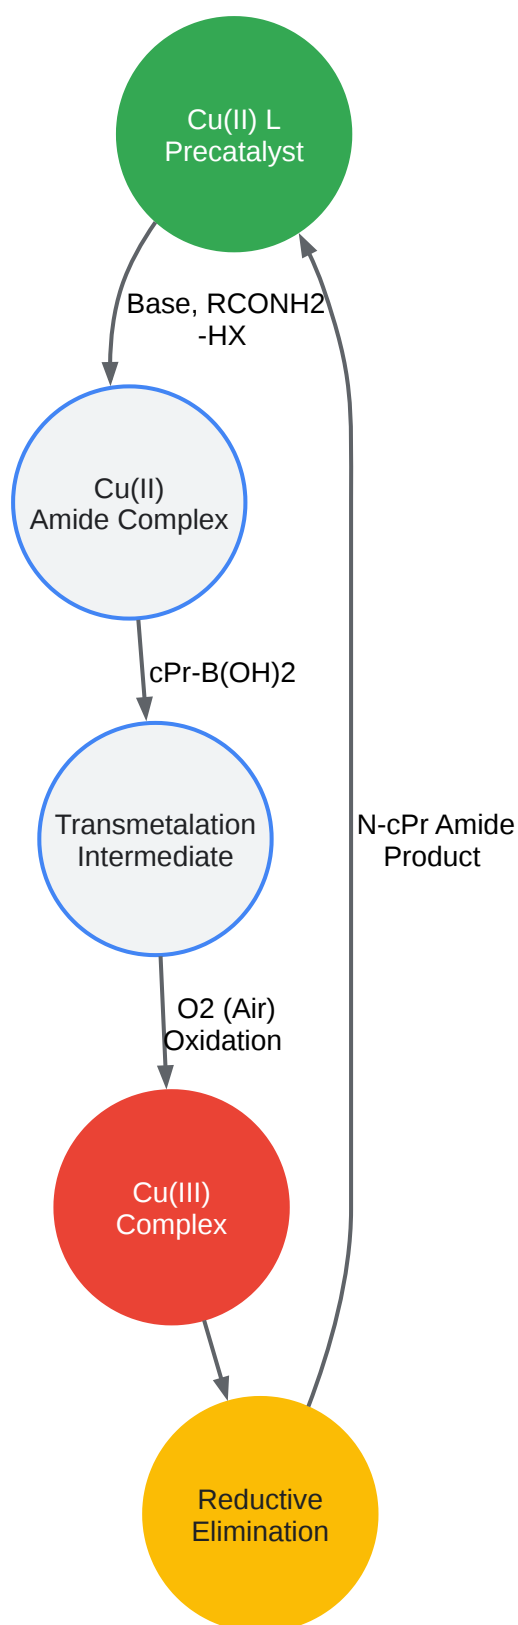 Cu(II) L
Precatalyst
Base, RCONH2
-HX
Cu(II)
Amide Complex
cPr-B(OH)2
Transmetalation
Intermediate
N-cPr Amide
Product
O2 (Air)
Oxidation
Cu(III)
Complex
Reductive
Elimination